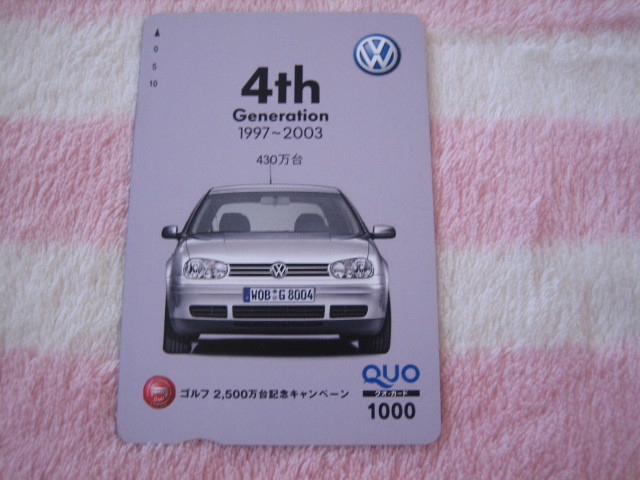 0
5
10
4th
Generation
1997~2003
430万台
WOB G 8004
ゴルフ 2,500万台記念キャンペーン
QUO
クオ・カード
1000